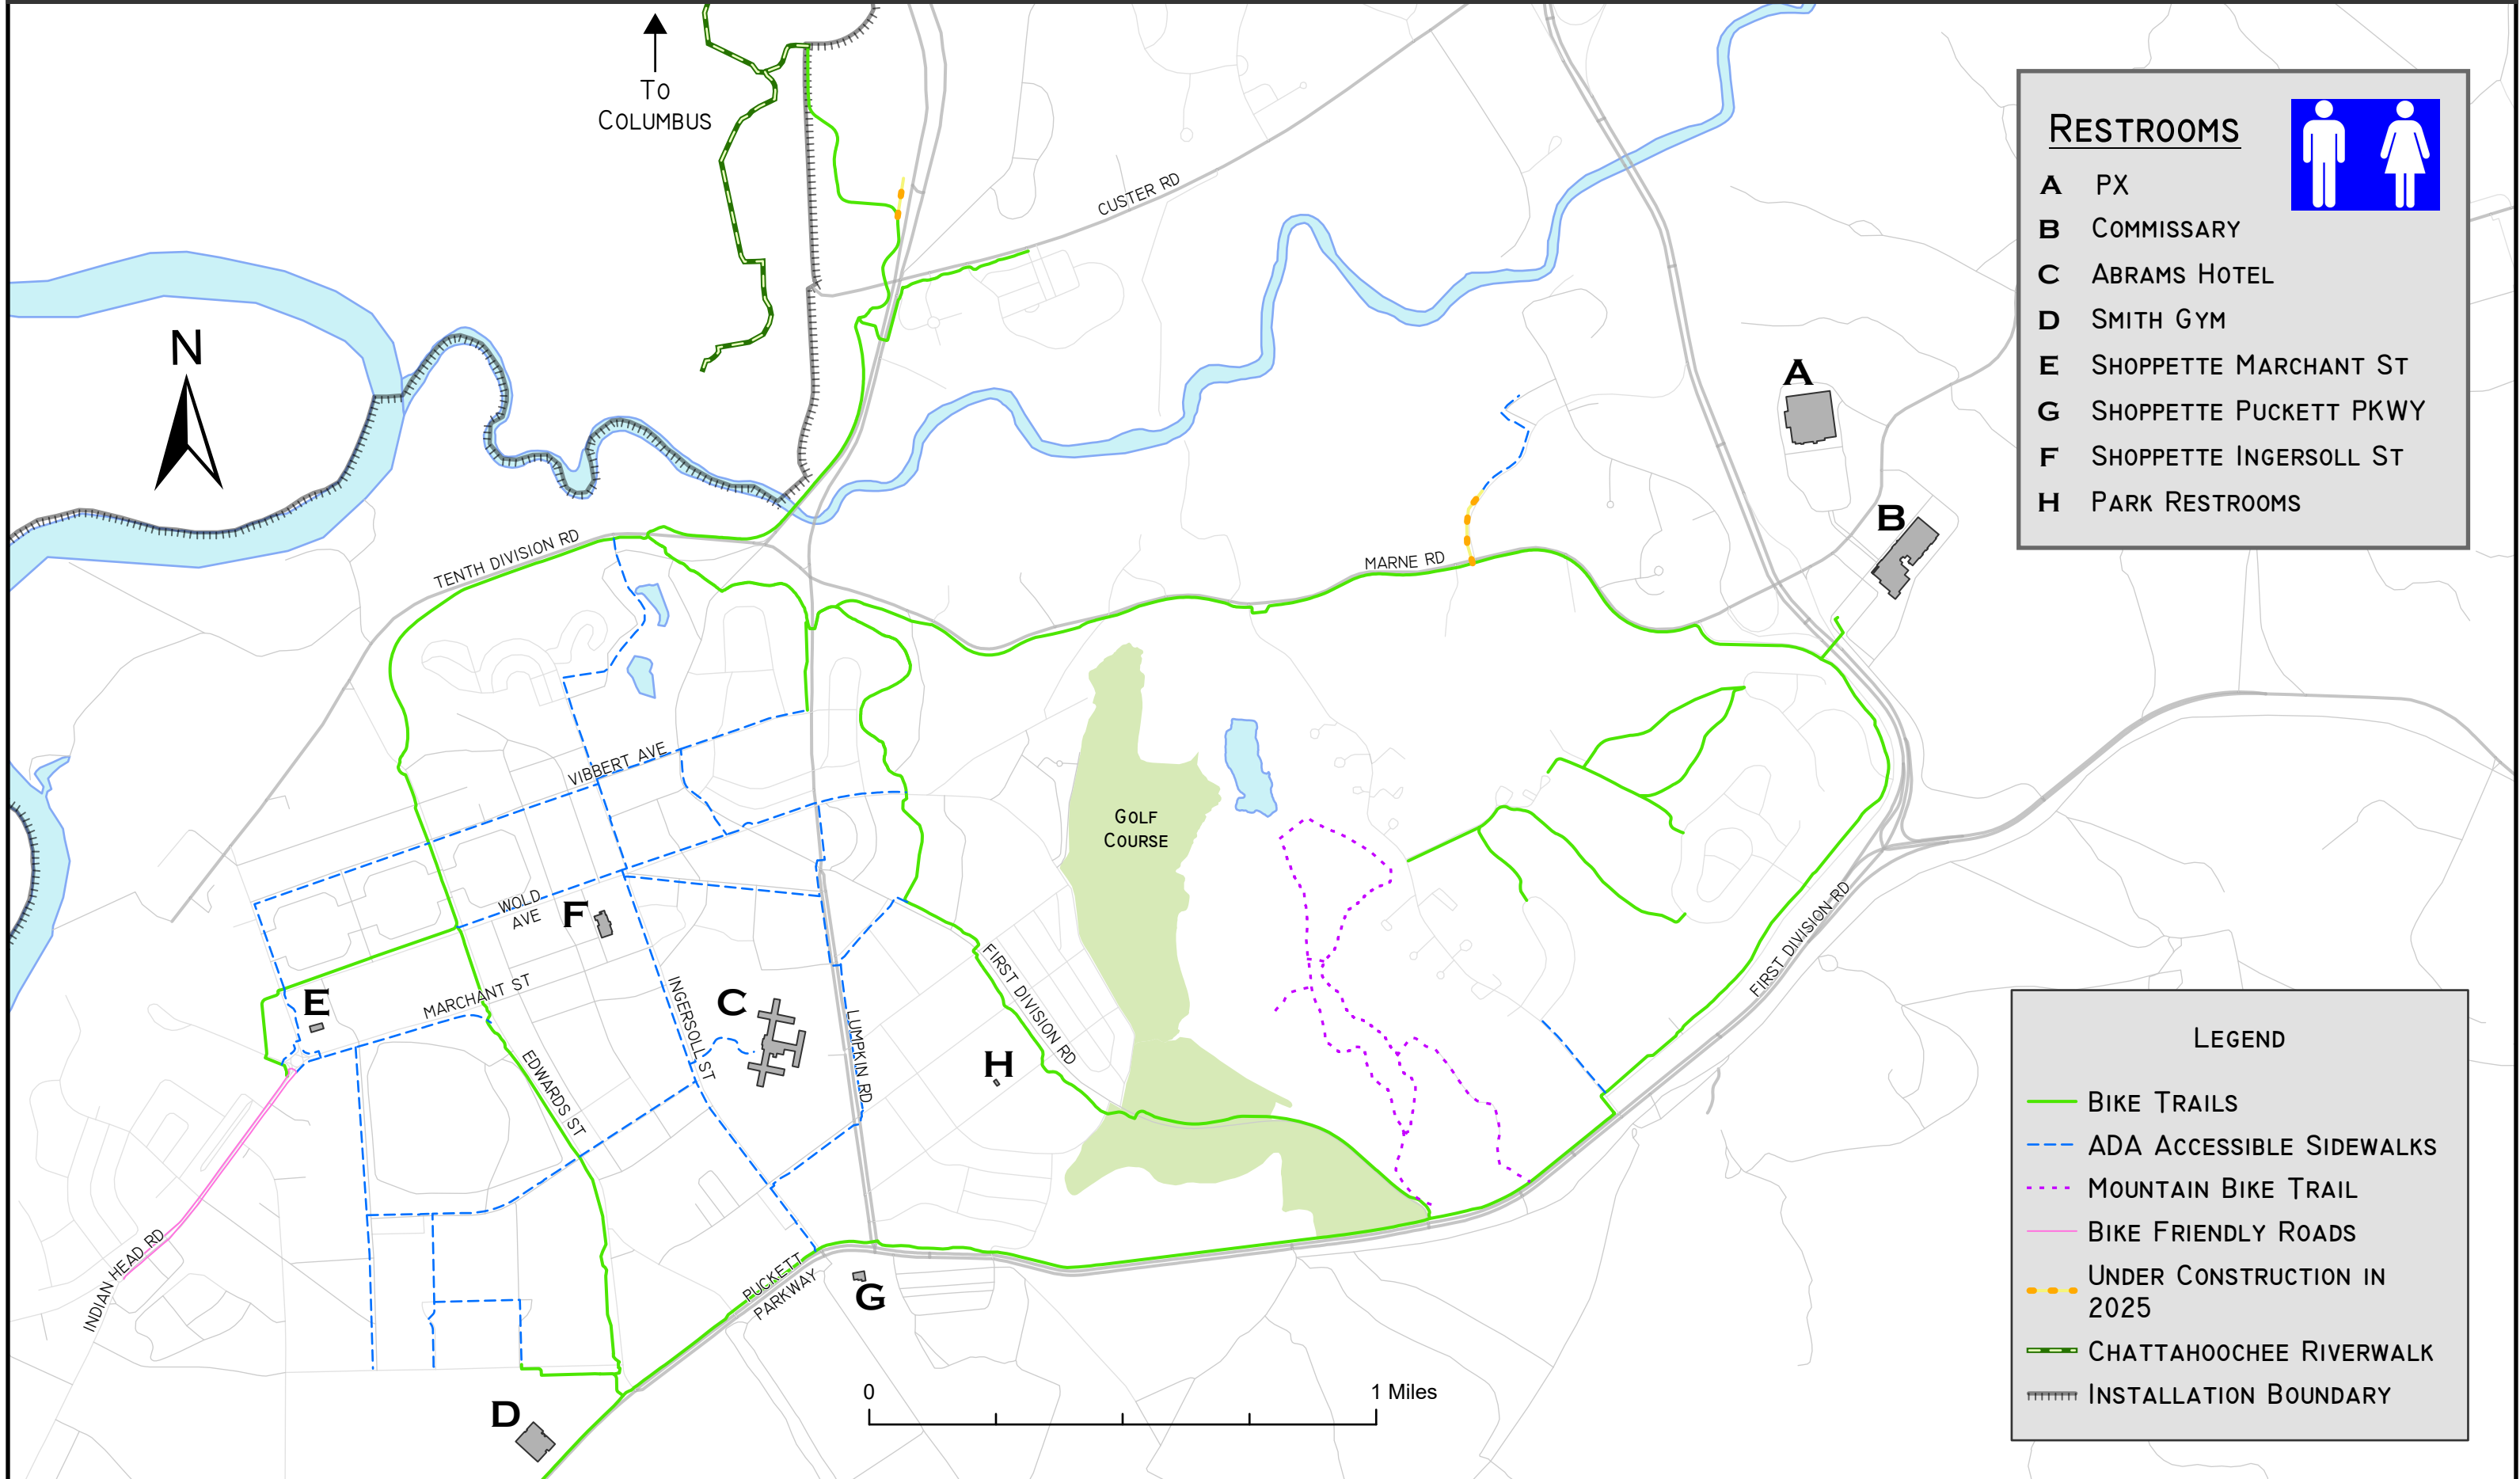 To
Columbus
N
Custer Rd
Tenth Division Rd
Marne Rd
A
B
Vibbert Ave
Golf
Course
Wold
Ave
F
E
Marchant St
Ingersoll St
C
Lumpkin Rd
First Division Rd
First Division Rd
H
Edwards St
Indian Head Rd
Puckett
Parkway
G
D
0
1 Miles
Restrooms
A PX
B Commissary
C Abrams Hotel
D Smith Gym
E Shoppette Marchant St
G Shoppette Puckett PKWY
F Shoppette Ingersoll St
H Park Restrooms
Legend
Bike Trails
ADA Accessible Sidewalks
Mountain Bike Trail
Bike Friendly Roads
Under Construction in
2025
Chattahoochee Riverwalk
Installation Boundary